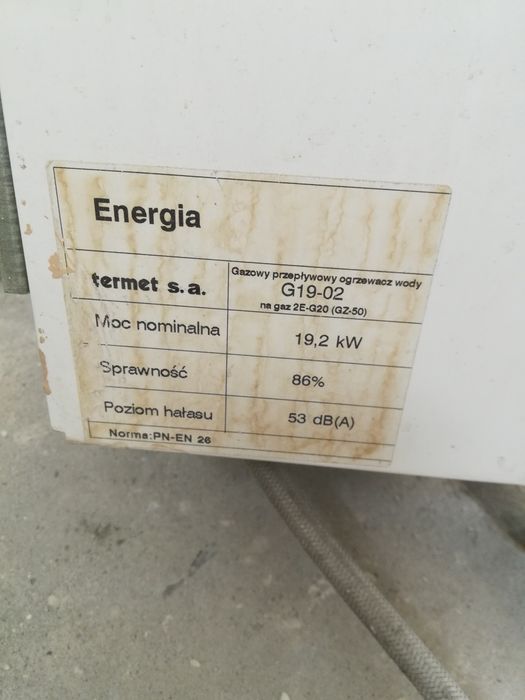 Energia
termet s.a.
Gazowy przepływowy ogrzewacz wody
G19-02
na gaz 2E-G20 (GZ-50)
Moc nominalna
19,2 kW
Sprawność
86%
Poziom hałasu
53 dB(A)
Norma:PN-EN 26